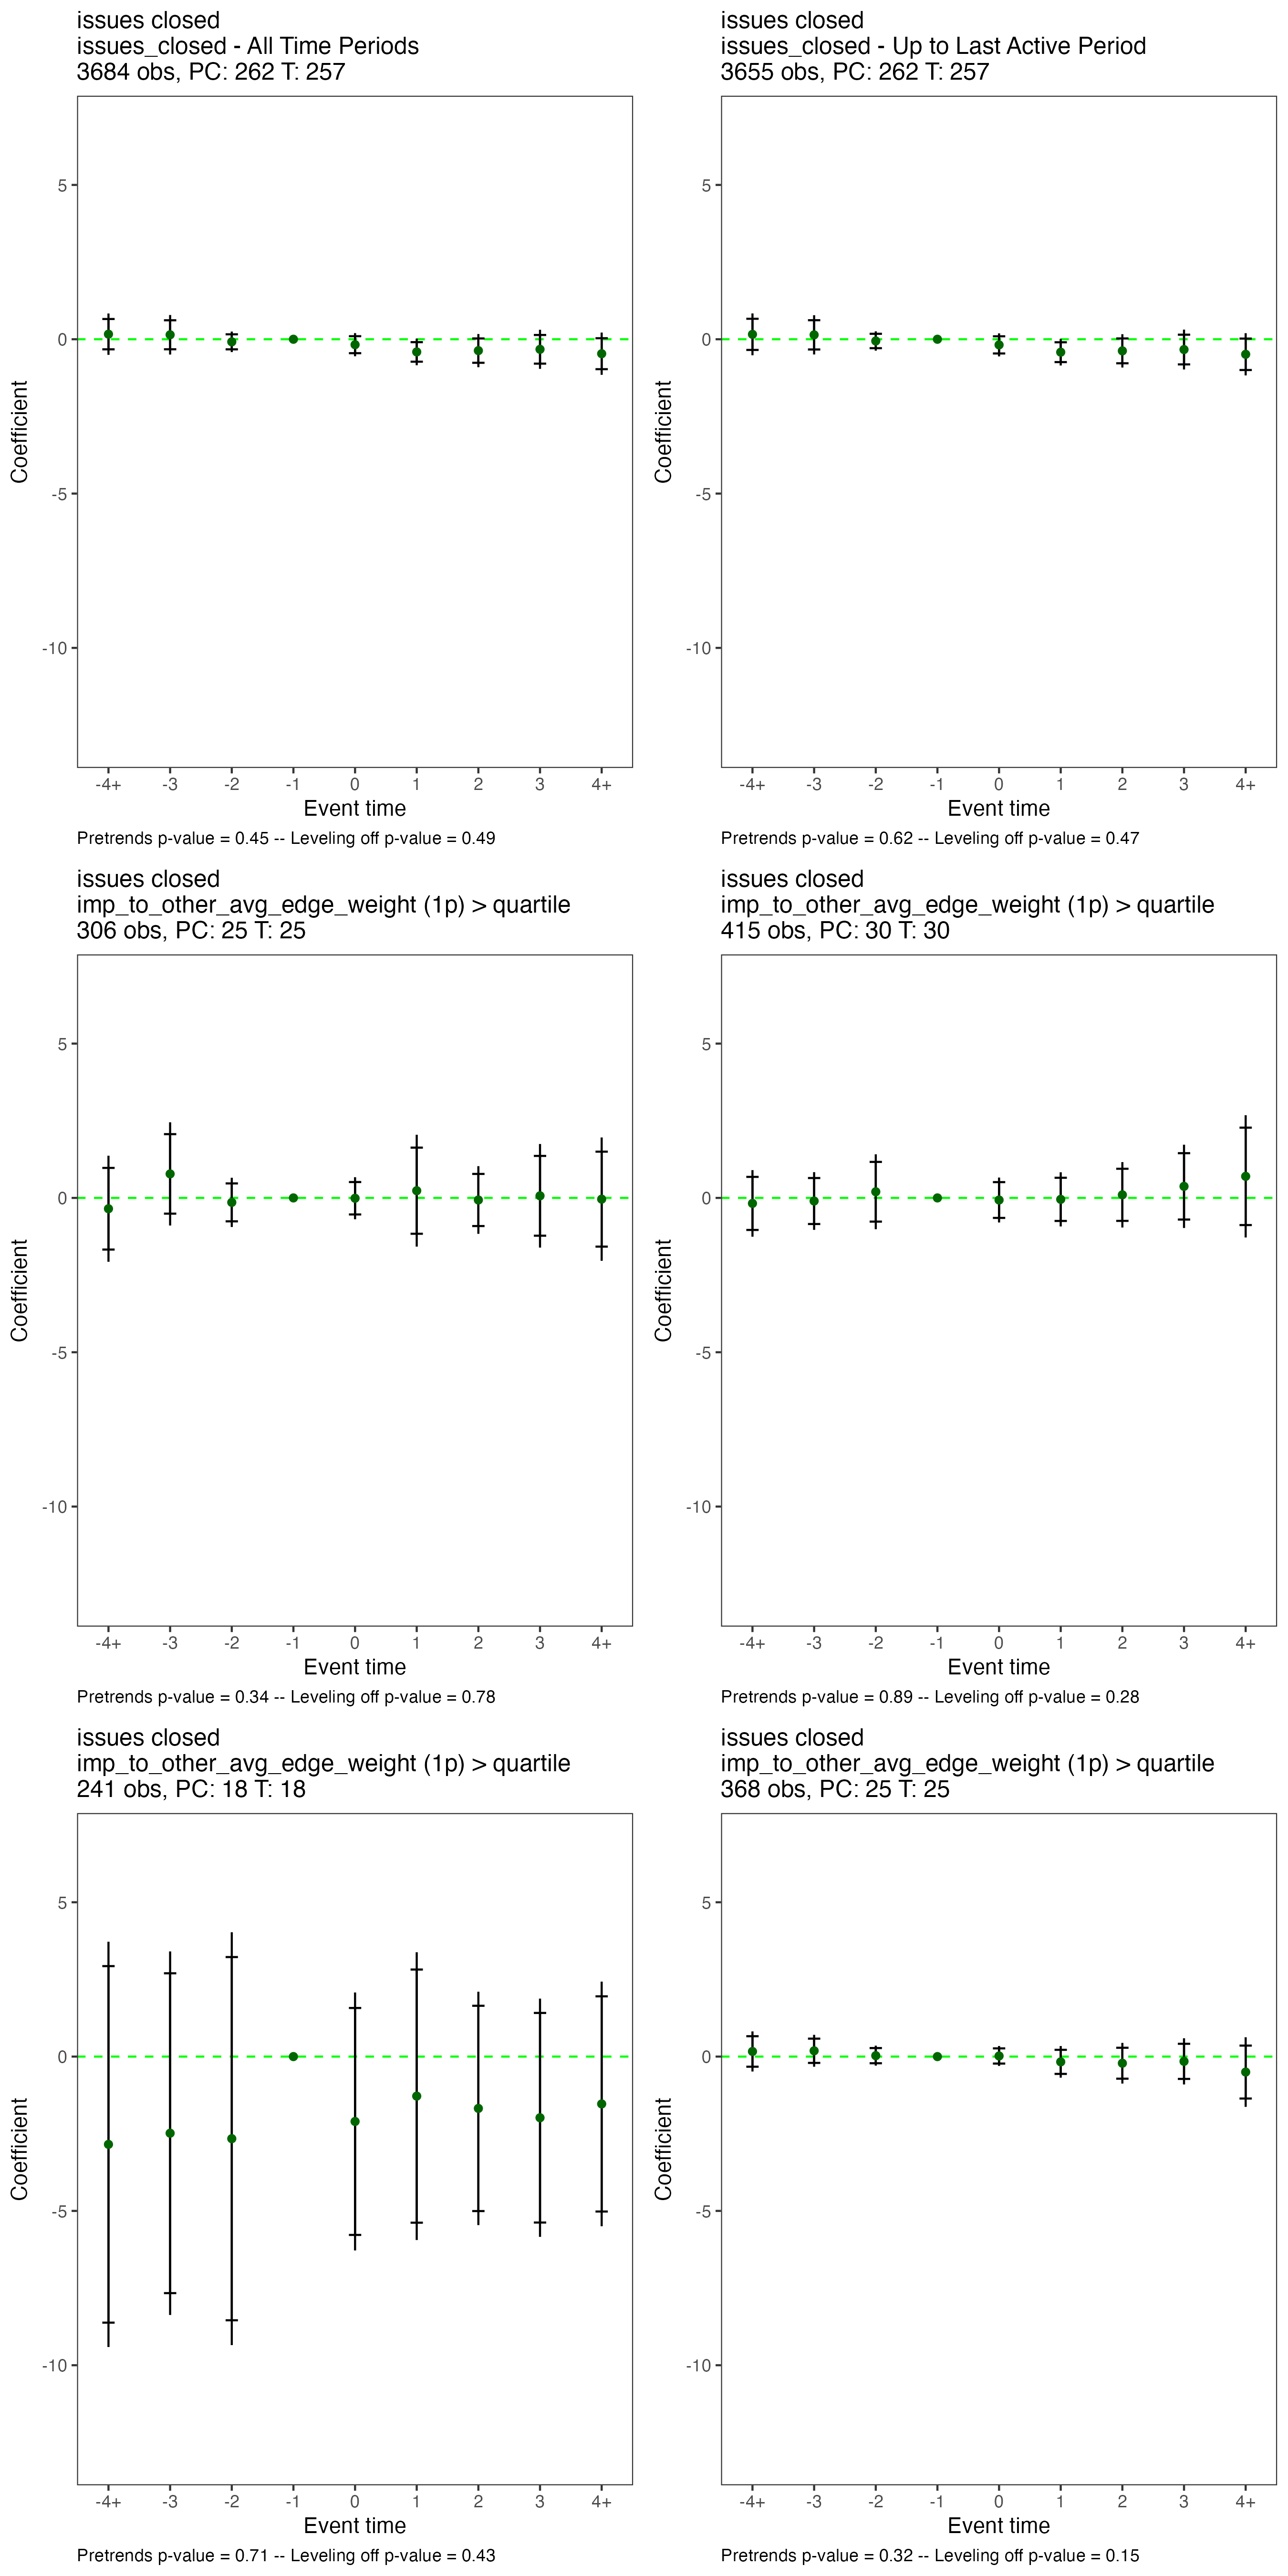 issues closed
issues_closed - All Time Periods
3684 obs, PC: 262 T: 257
5
0
-5
-10
Coefficient
-4+ -3 -2 -1 0 1 2 3 4+
Event time
Pretrends p-value = 0.45 -- Leveling off p-value = 0.49
issues closed
issues_closed - Up to Last Active Period
3655 obs, PC: 262 T: 257
5
0
-5
-10
Coefficient
-4+ -3 -2 -1 0 1 2 3 4+
Event time
Pretrends p-value = 0.62 -- Leveling off p-value = 0.47
issues closed
imp_to_other_avg_edge_weight (1p) > quartile
306 obs, PC: 25 T: 25
5
0
-5
-10
Coefficient
-4+ -3 -2 -1 0 1 2 3 4+
Event time
Pretrends p-value = 0.34 -- Leveling off p-value = 0.78
issues closed
imp_to_other_avg_edge_weight (1p) > quartile
415 obs, PC: 30 T: 30
5
0
-5
-10
Coefficient
-4+ -3 -2 -1 0 1 2 3 4+
Event time
Pretrends p-value = 0.89 -- Leveling off p-value = 0.28
issues closed
imp_to_other_avg_edge_weight (1p) > quartile
241 obs, PC: 18 T: 18
5
0
-5
-10
Coefficient
-4+ -3 -2 -1 0 1 2 3 4+
Event time
Pretrends p-value = 0.71 -- Leveling off p-value = 0.43
issues closed
imp_to_other_avg_edge_weight (1p) > quartile
368 obs, PC: 25 T: 25
5
0
-5
-10
Coefficient
-4+ -3 -2 -1 0 1 2 3 4+
Event time
Pretrends p-value = 0.32 -- Leveling off p-value = 0.15